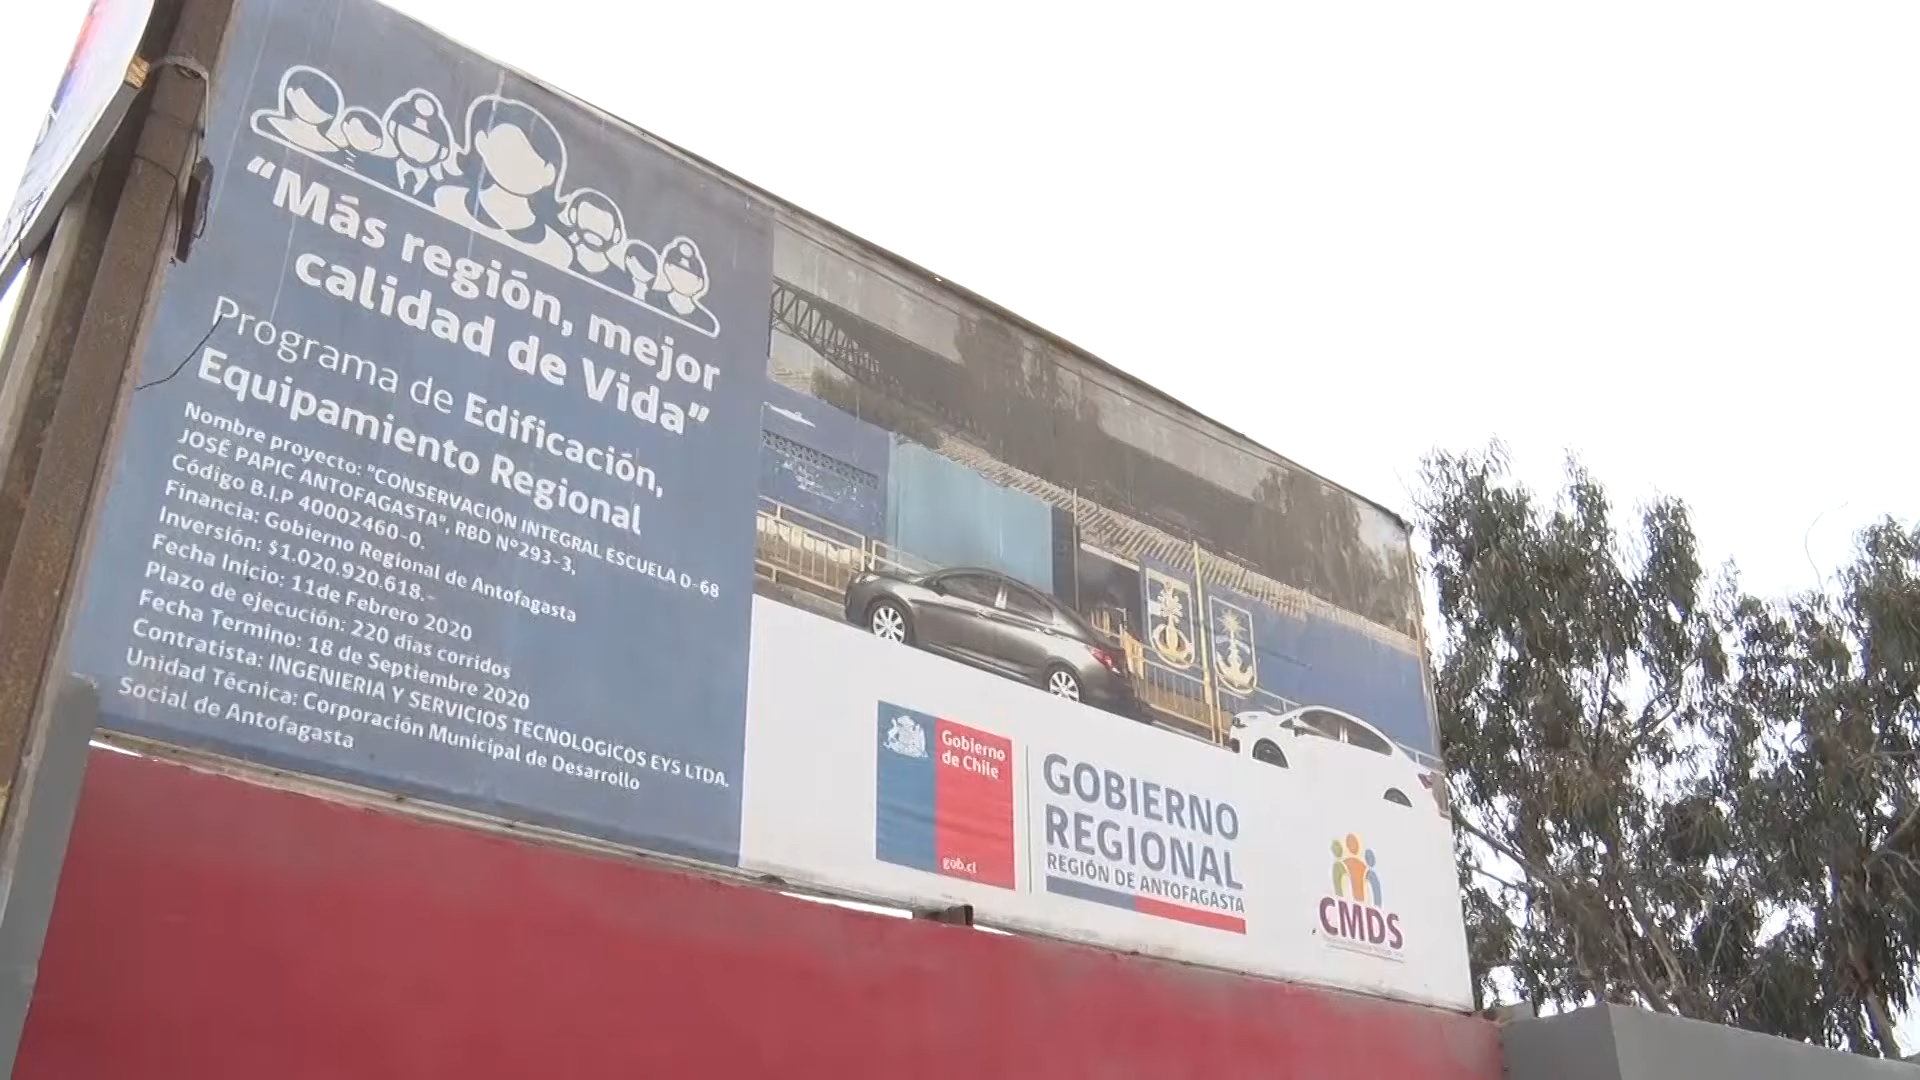 “Más región, mejor
calidad de Vida”
Programa de Edificación,
Equipamiento Regional
Nombre proyecto: "CONSERVACIÓN INTEGRAL ESCUELA D-68
JOSÉ PAPIC ANTOFAGASTA", RBD Nº293-3,
Código B.I.P 40002460-0.
Financia: Gobierno Regional de Antofagasta
Inversión: $1.020.920.618.-
Fecha Inicio: 11de Febrero 2020
Plazo de ejecución: 220 días corridos
Fecha Termino: 18 de Septiembre 2020
Contratista: INGENIERIA Y SERVICIOS TECNOLOGICOS EYS LTDA.
Unidad Técnica: Corporación Municipal de Desarrollo
Social de Antofagasta
Gobierno
de Chile
gob.cl
GOBIERNO
REGIONAL
REGIÓN DE ANTOFAGASTA
CMDS